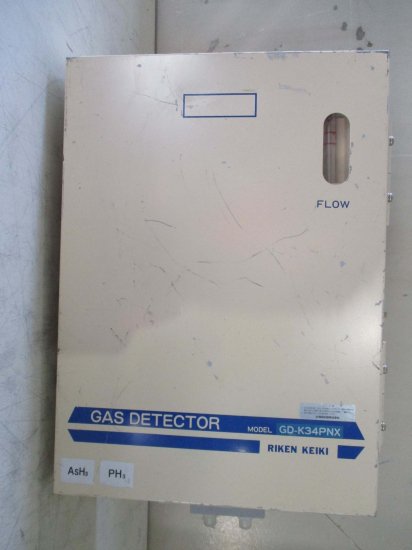 FLOW
GAS DETECTOR MODEL GD-K34PNX
RIKEN KEIKI
AsH₃ PH₃